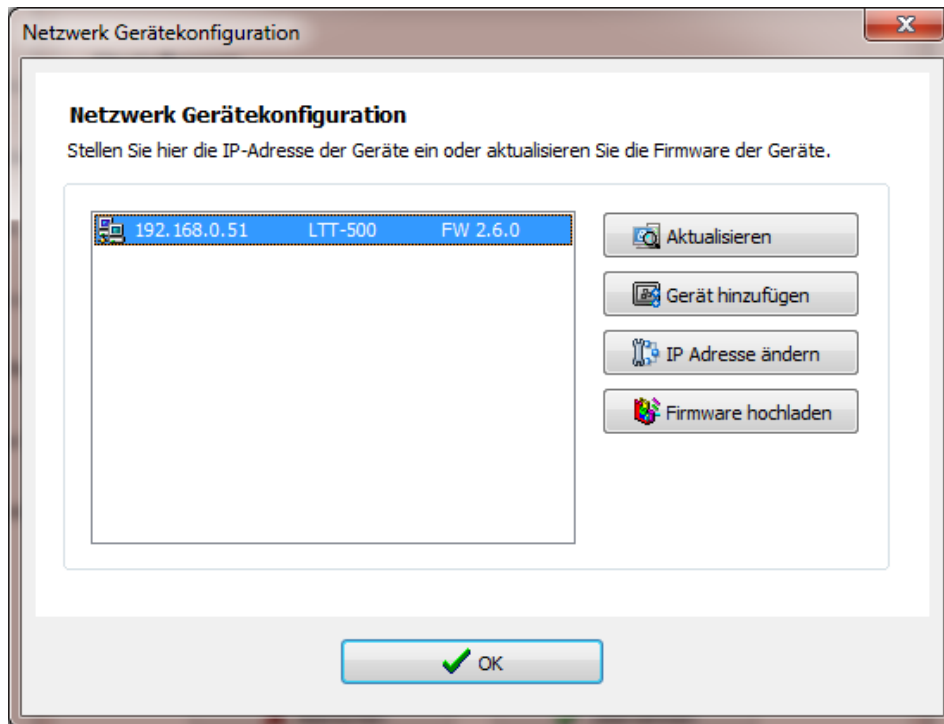 Netzwerk Gerätekonfiguration
Netzwerk Gerätekonfiguration
Stellen Sie hier die IP-Adresse der Geräte ein oder aktualisieren Sie die Firmware der Geräte.
192.168.0.51 LTT-500 FW 2.6.0
Aktualisieren
Gerät hinzufügen
IP Adresse ändern
Firmware hochladen
OK